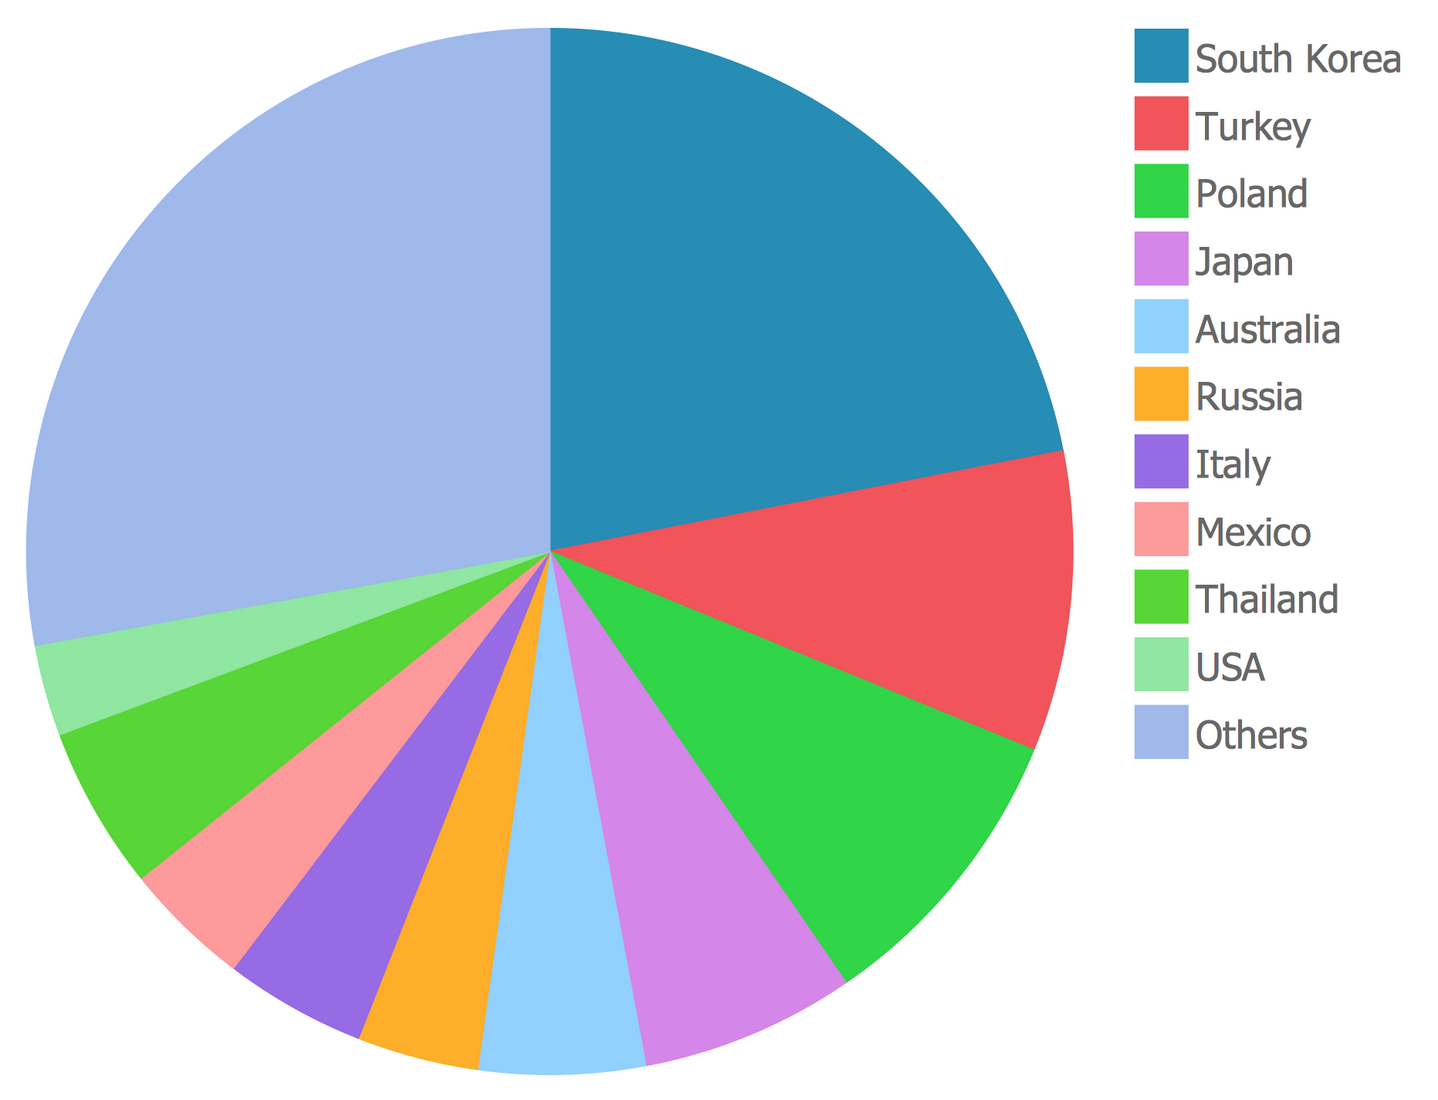 South Korea
Turkey
Poland
Japan
Australia
Russia
Italy
Mexico
Thailand
USA
Others